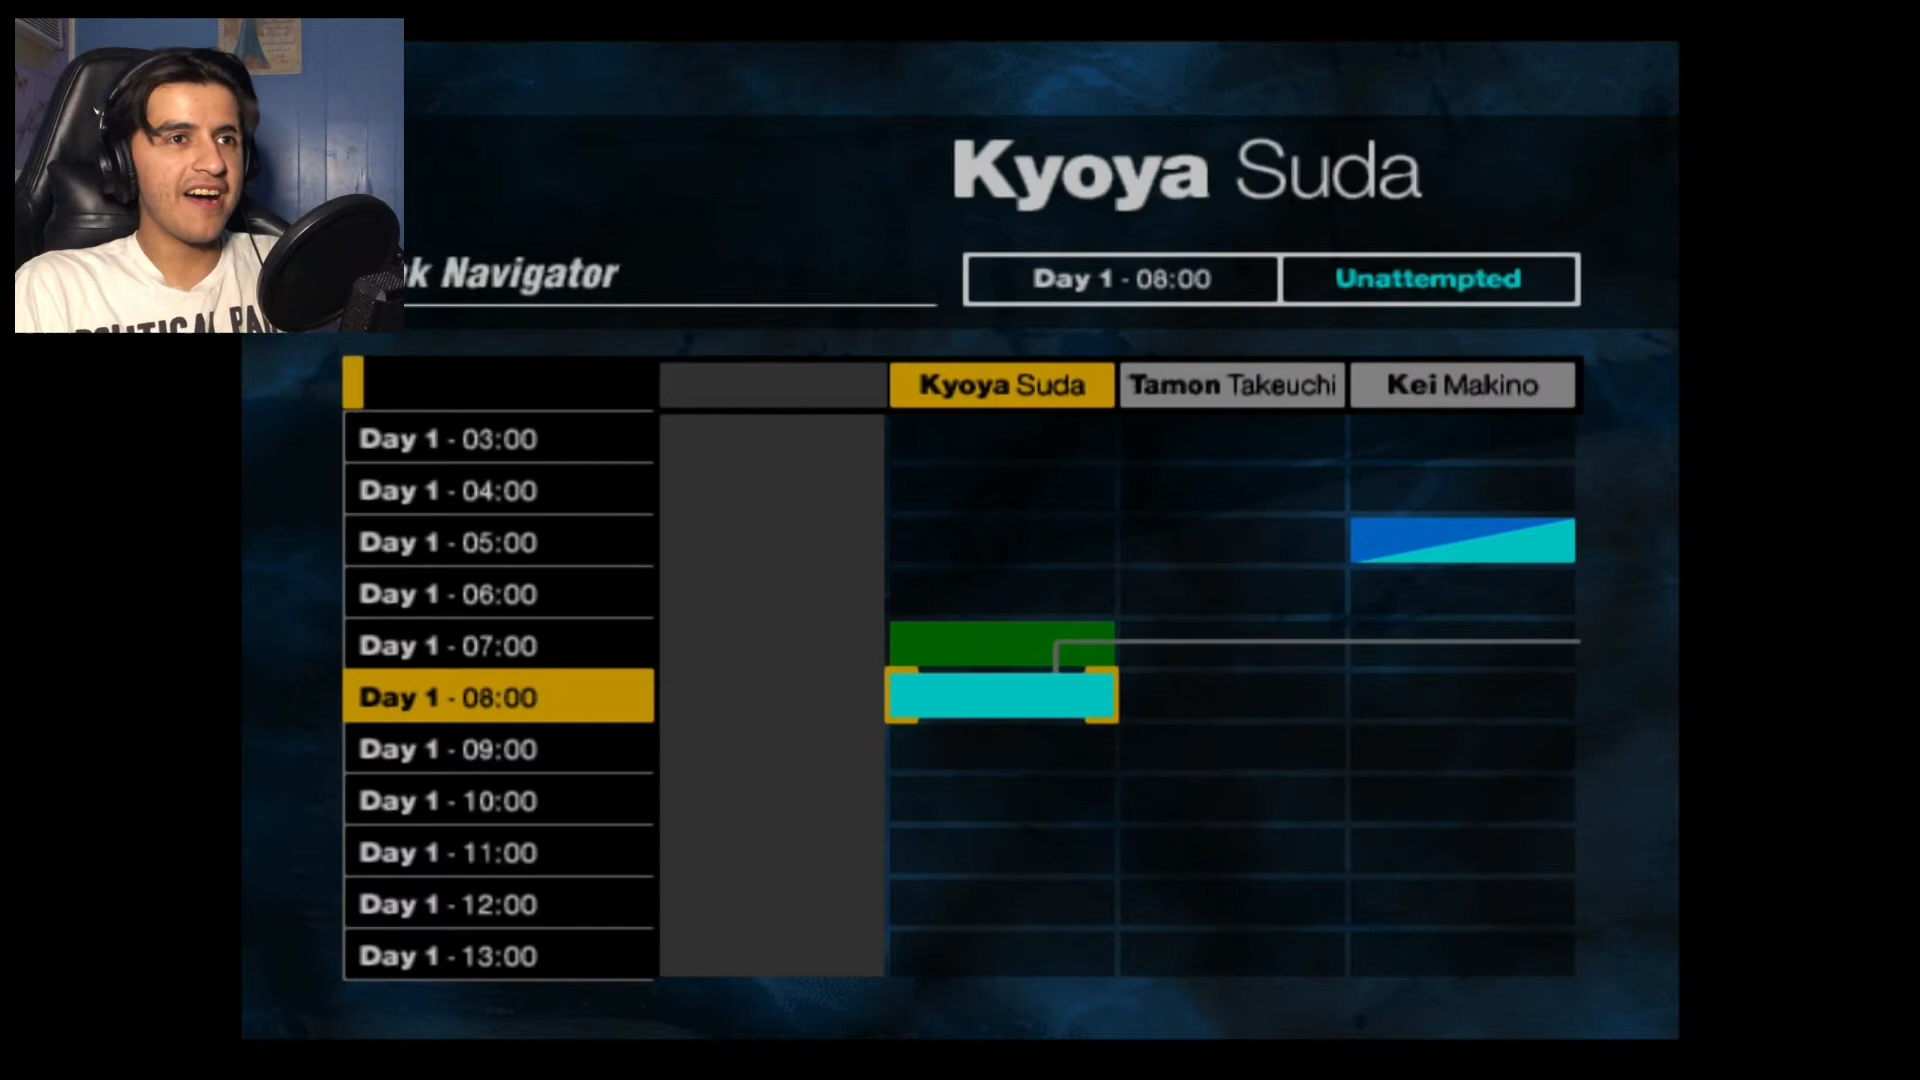 Kyoya Suda
k Navigator
Day 1 - 08:00
Unattempted
Kyoya Suda
Tamon Takeuchi
Kei Makino
Day 1 - 03:00
Day 1 - 04:00
Day 1 - 05:00
Day 1 - 06:00
Day 1 - 07:00
Day 1 - 08:00
Day 1 - 09:00
Day 1 - 10:00
Day 1 - 11:00
Day 1 - 12:00
Day 1 - 13:00